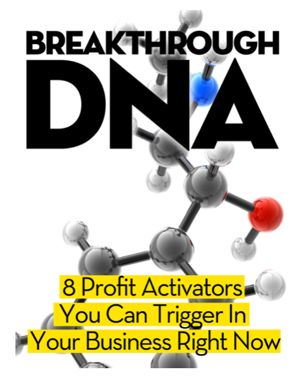 BREAKTHROUGH
DNA
8 Profit Activators
You Can Trigger In
Your Business Right Now